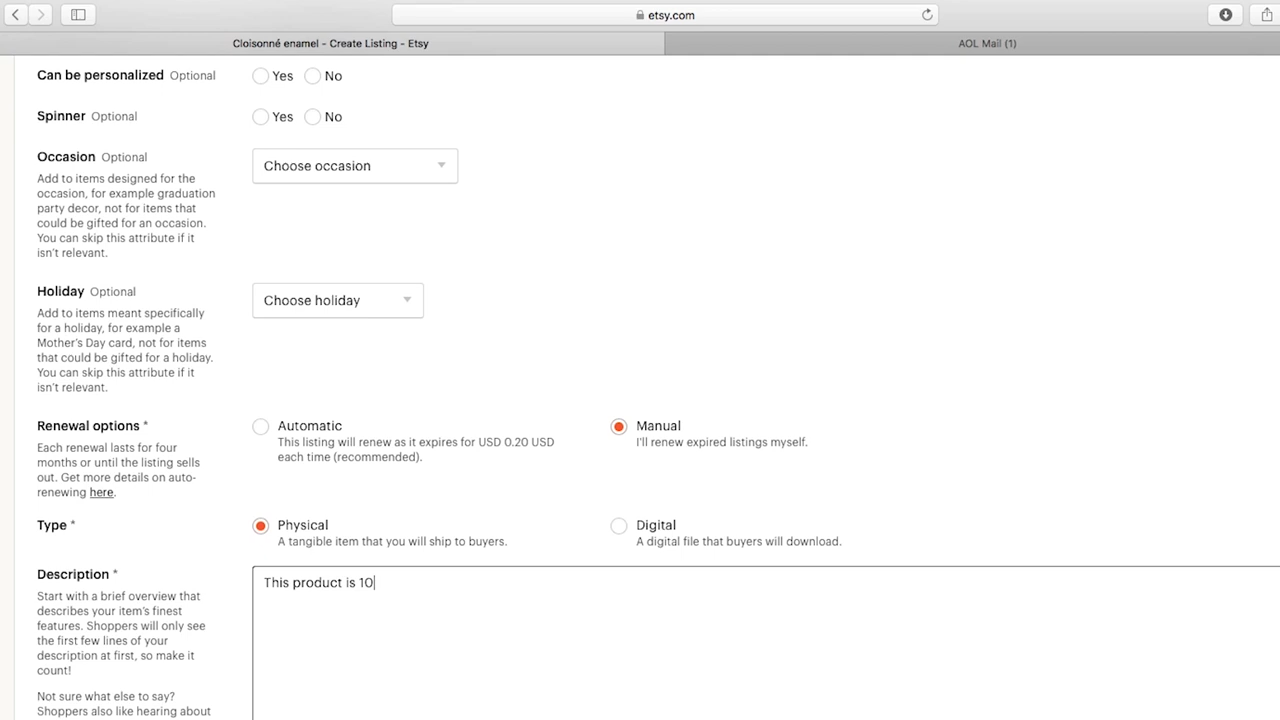 etsy.com
Cloisonné enamel - Create Listing - Etsy
AOL Mail (1)
Can be personalized Optional
Yes No
Spinner Optional
Yes No
Occasion Optional
Add to items designed for the
occasion, for example graduation
party decor, not for items that
could be gifted for an occasion.
You can skip this attribute if it
isn't relevant.
Choose occasion
Holiday Optional
Add to items meant specifically
for a holiday, for example a
Mother's Day card, not for items
that could be gifted for a holiday.
You can skip this attribute if it
isn't relevant.
Choose holiday
Renewal options *
Each renewal lasts for four
months or until the listing sells
out. Get more details on auto-
renewing here.
Automatic
This listing will renew as it expires for USD 0.20 USD
each time (recommended).
Manual
I'll renew expired listings myself.
Type *
Physical
A tangible item that you will ship to buyers.
Digital
A digital file that buyers will download.
Description *
Start with a brief overview that
describes your item's finest
features. Shoppers will only see
the first few lines of your
description at first, so make it
count!
Not sure what else to say?
Shoppers also like hearing about
This product is 10